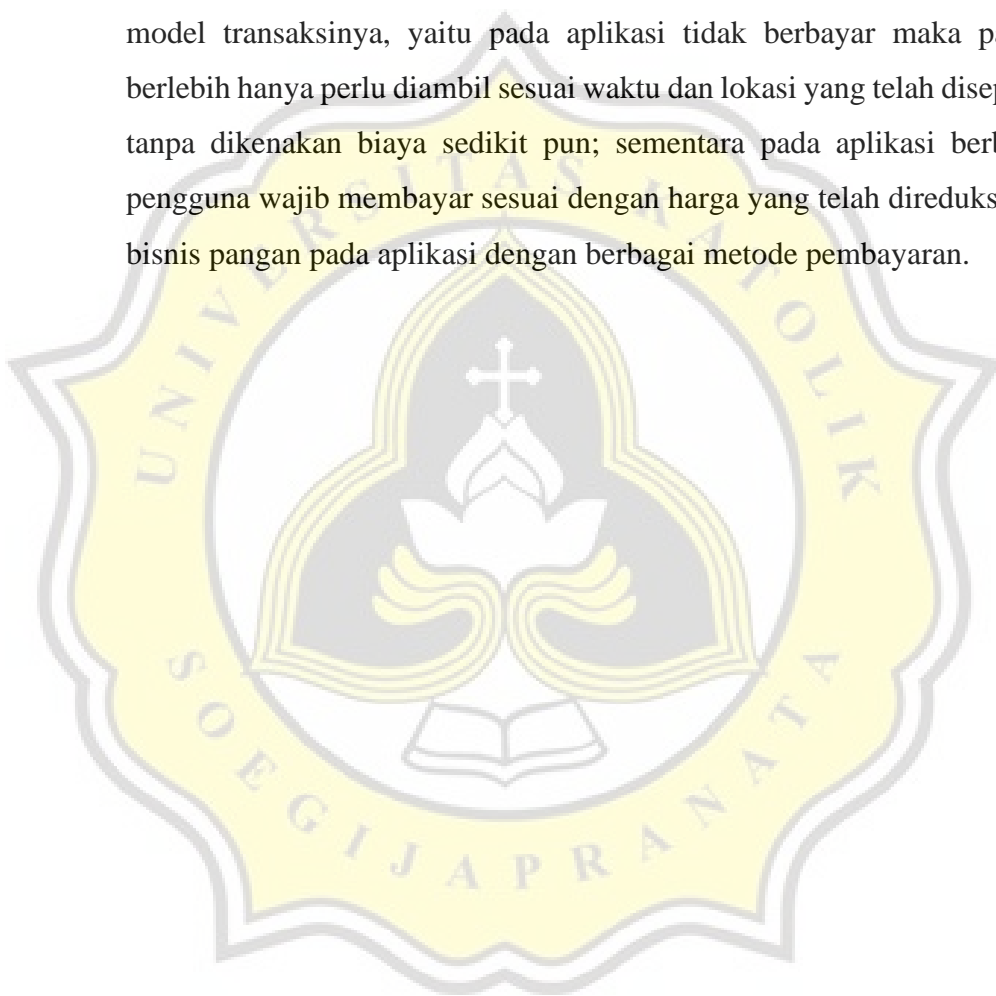 model transaksinya, yaitu pada aplikasi tidak berbayar maka pa
berlebih hanya perlu diambil sesuai waktu dan lokasi yang telah disep
tanpa dikenakan biaya sedikit pun; sementara pada aplikasi berb
pengguna wajib membayar sesuai dengan harga yang telah direduks
bisnis pangan pada aplikasi dengan berbagai metode pembayaran.
UNIVERSITAS KATOLIK
SOEGIJAPRANATA